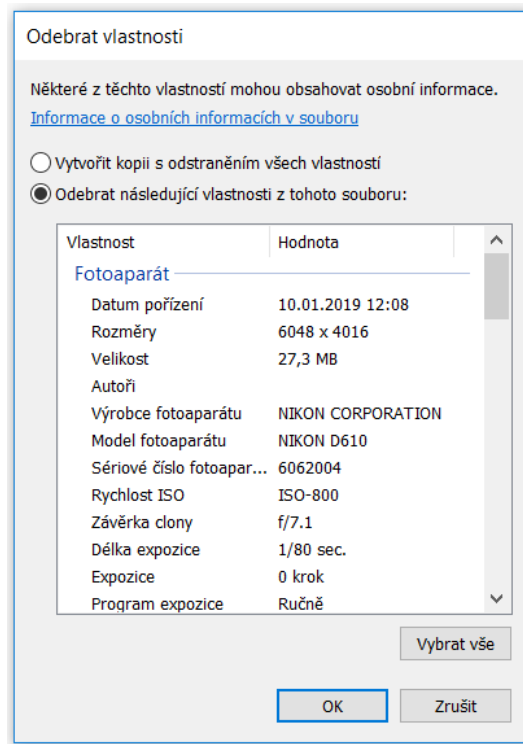 Odebrat vlastnosti
Některé z těchto vlastností mohou obsahovat osobní informace.
Informace o osobních informacích v souboru
Vytvořit kopii s odstraněním všech vlastností
Odebrat následující vlastnosti z tohoto souboru:
Vlastnost Hodnota
Fotoaparát
Datum pořízení 10.01.2019 12:08
Rozměry 6048 x 4016
Velikost 27,3 MB
Autoři
Výrobce fotoaparátu NIKON CORPORATION
Model fotoaparátu NIKON D610
Sériové číslo fotoapar... 6062004
Rychlost ISO ISO-800
Závěrka clony f/7.1
Délka expozice 1/80 sec.
Expozice 0 krok
Program expozice Ručně
Vybrat vše
OK Zrušit